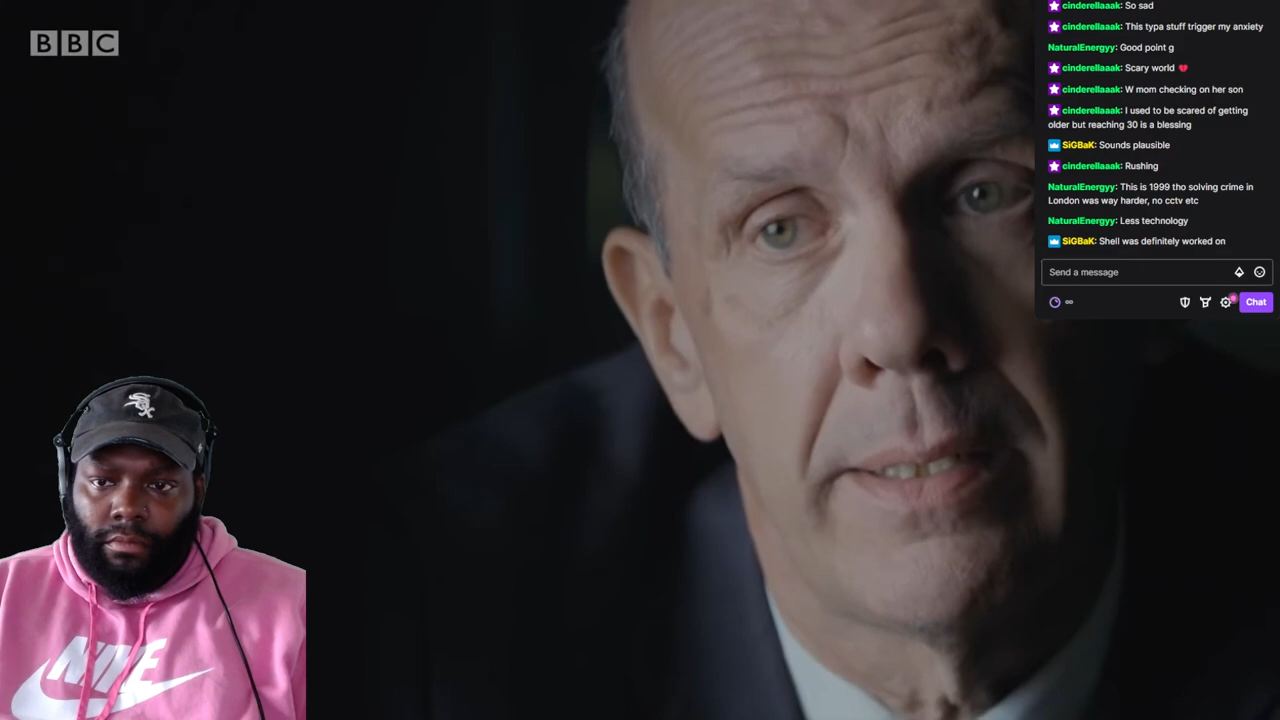 BBC
cinderellaaak: So sad
cinderellaaak: This typa stuff trigger my anxiety
NaturalEnergyy: Good point g
cinderellaaak: Scary world 💔
cinderellaaak: W mom checking on her son
cinderellaaak: I used to be scared of getting
older but reaching 30 is a blessing
SiGBaK: Sounds plausible
cinderellaaak: Rushing
NaturalEnergyy: This is 1999 tho solving crime in
London was way harder, no cctv etc
NaturalEnergyy: Less technology
SiGBaK: Shell was definitely worked on
Send a message
Chat
Sox
NIKE